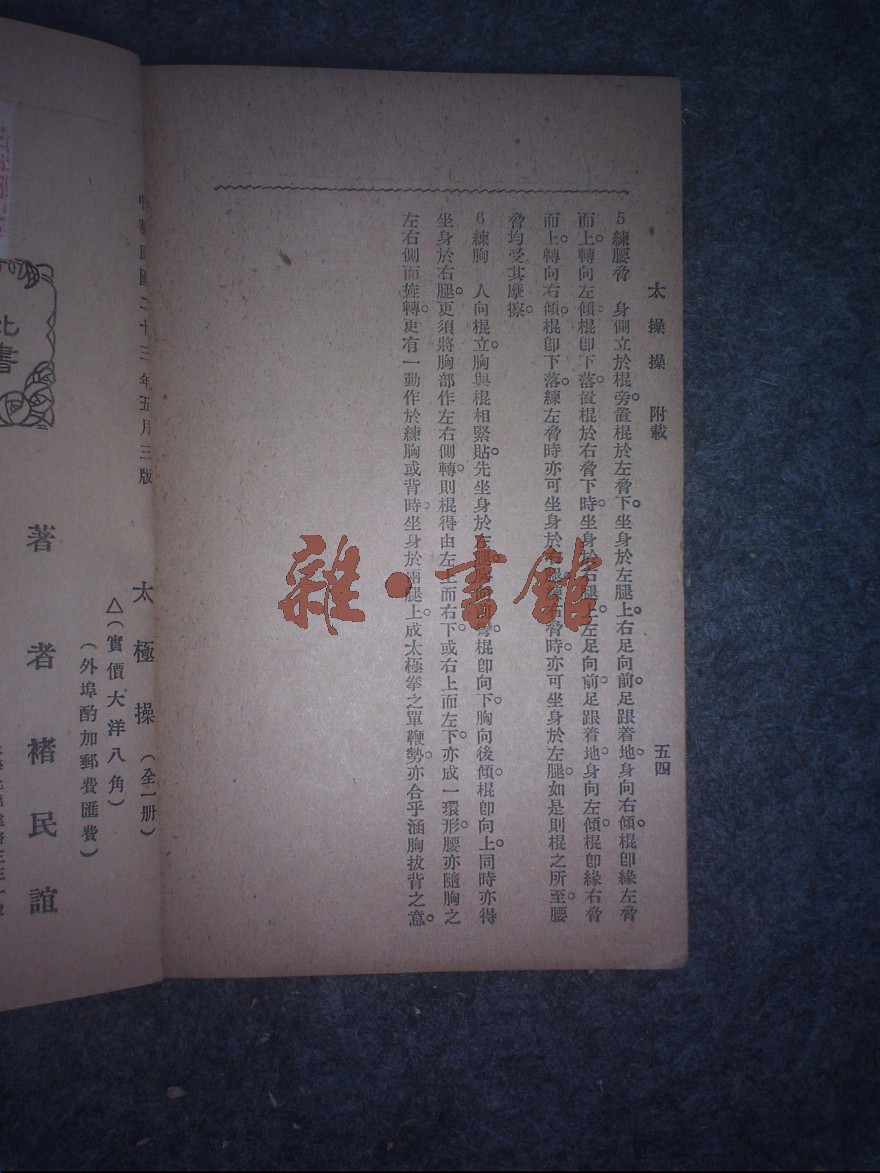 太操操 附載 五四
5練腰脅 身側立於棍旁。置棍於左脅下。坐身於左腿上。右足向前。足跟着地。身向右傾。棍卽緣左脅
而上。轉向左傾。棍卽下落。置棍於右脅下時。坐身於右腿上。左足向前。足跟着地。身向左傾。棍卽緣右脅
而上。轉向右傾。棍卽下落。練左脅時。亦可坐身於右腿。練右脅時。亦可坐身於左腿。如是則棍之所至。腰
脅均受其摩擦。
6練胸 人向棍立。胸與棍相緊貼。先坐身於左腿。棍卽向下。胸向後傾。棍卽向上。同時亦得
坐身於右腿。更須將胸部作左右側轉。則棍得由左上而右下。或右上而左下。亦成一環形。腰亦隨胸之
左右側而旋轉。更有一動作。於練胸或背時。坐身於兩腿上。成太極拳之單鞭勢。亦合乎涵胸拔背之意。
雜·書館
中華民國二十三年五月三版
太極操（全一册）
△（實價大洋八角）
（外埠酌加郵費匯費）
著者褚民誼
此書